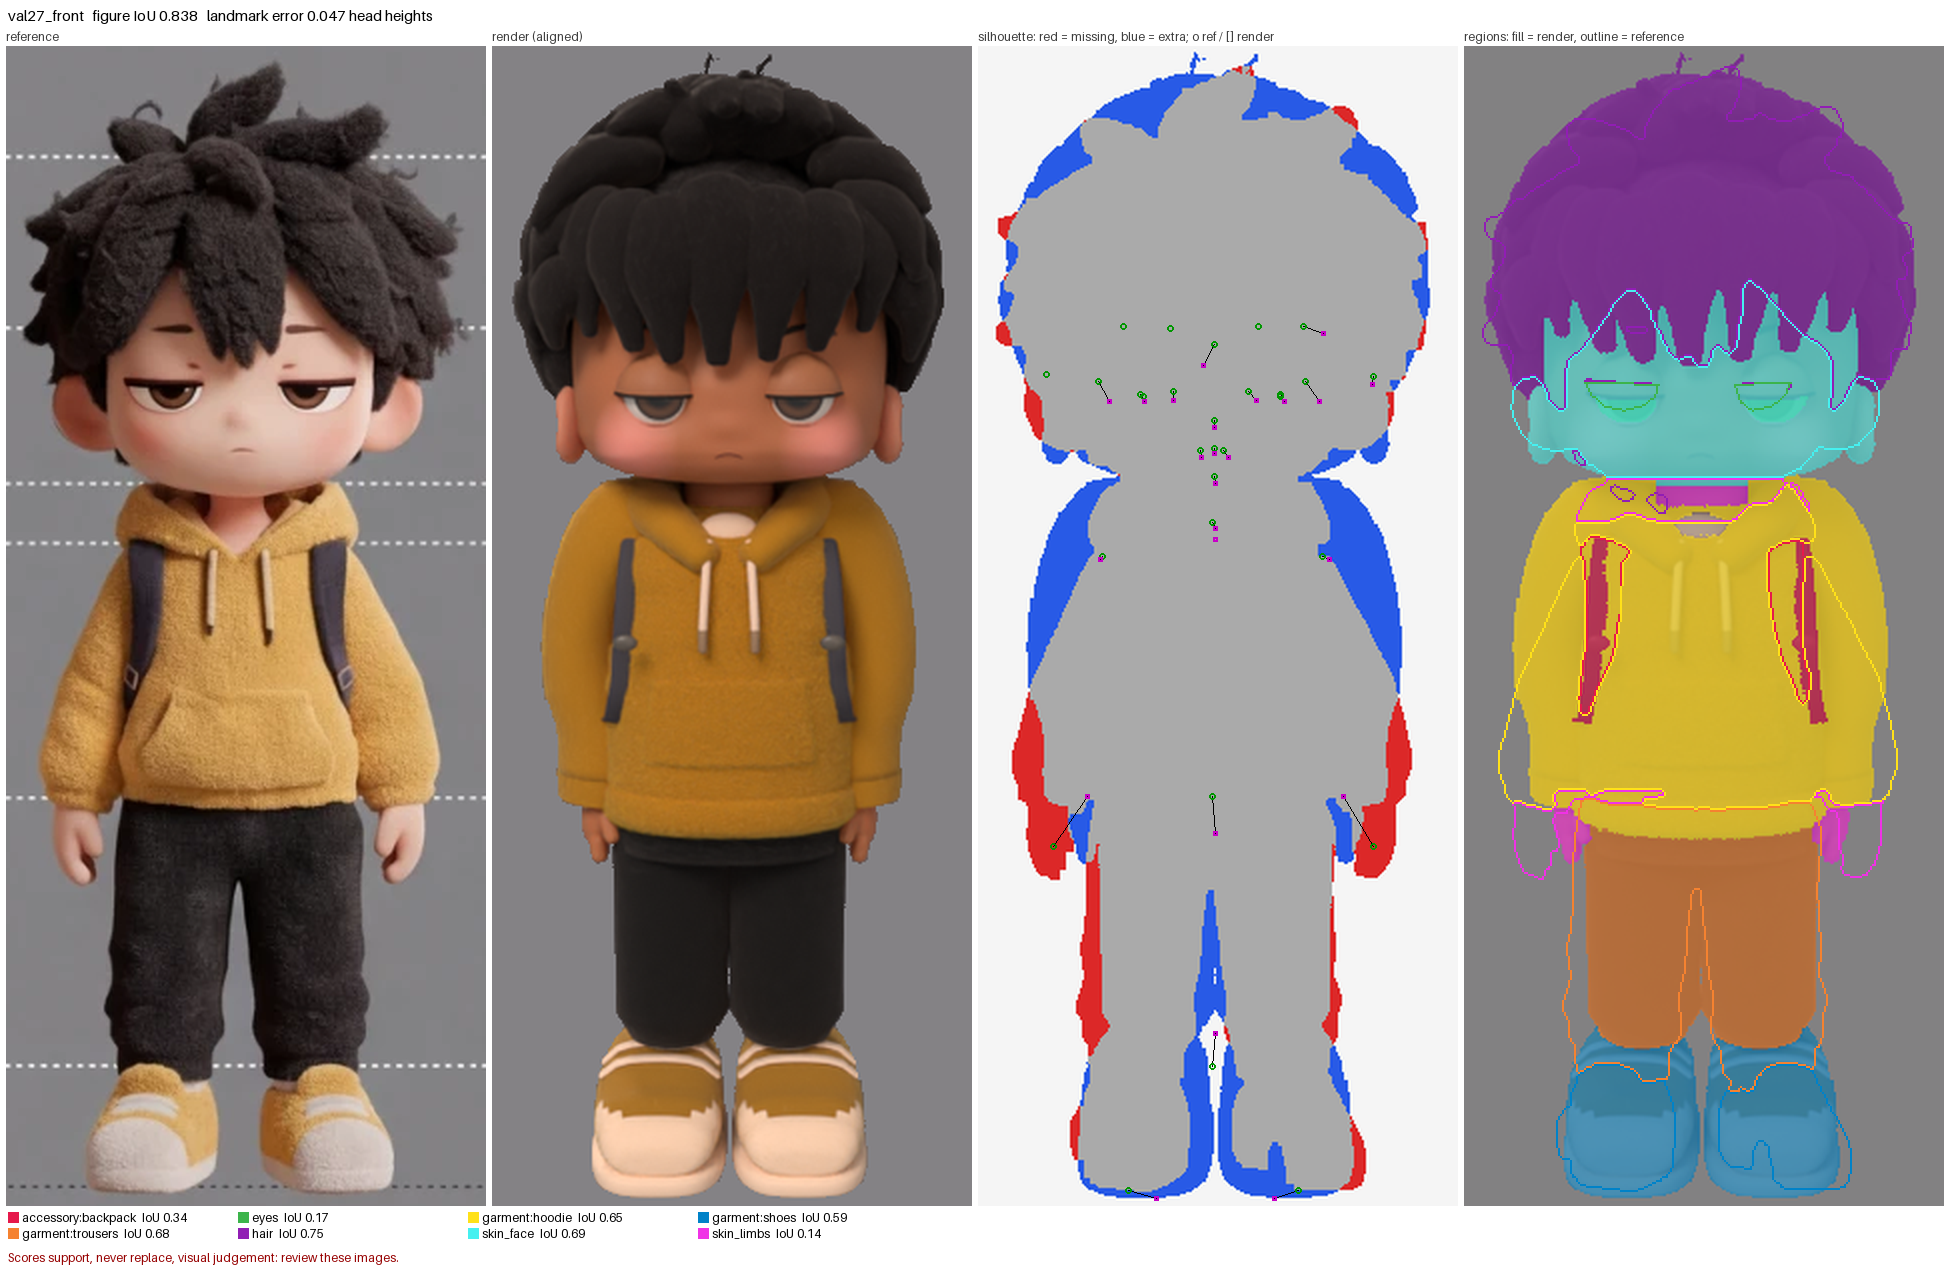 val27_front  figure IoU 0.838  landmark error 0.047 head heights
reference
render (aligned)
silhouette: red = missing, blue = extra; o ref / [] render
regions: fill = render, outline = reference
accessory:backpack  IoU 0.34
eyes  IoU 0.17
garment:hoodie  IoU 0.65
garment:shoes  IoU 0.59
garment:trousers  IoU 0.68
hair  IoU 0.75
skin_face  IoU 0.69
skin_limbs  IoU 0.14
Scores support, never replace, visual judgement: review these images.